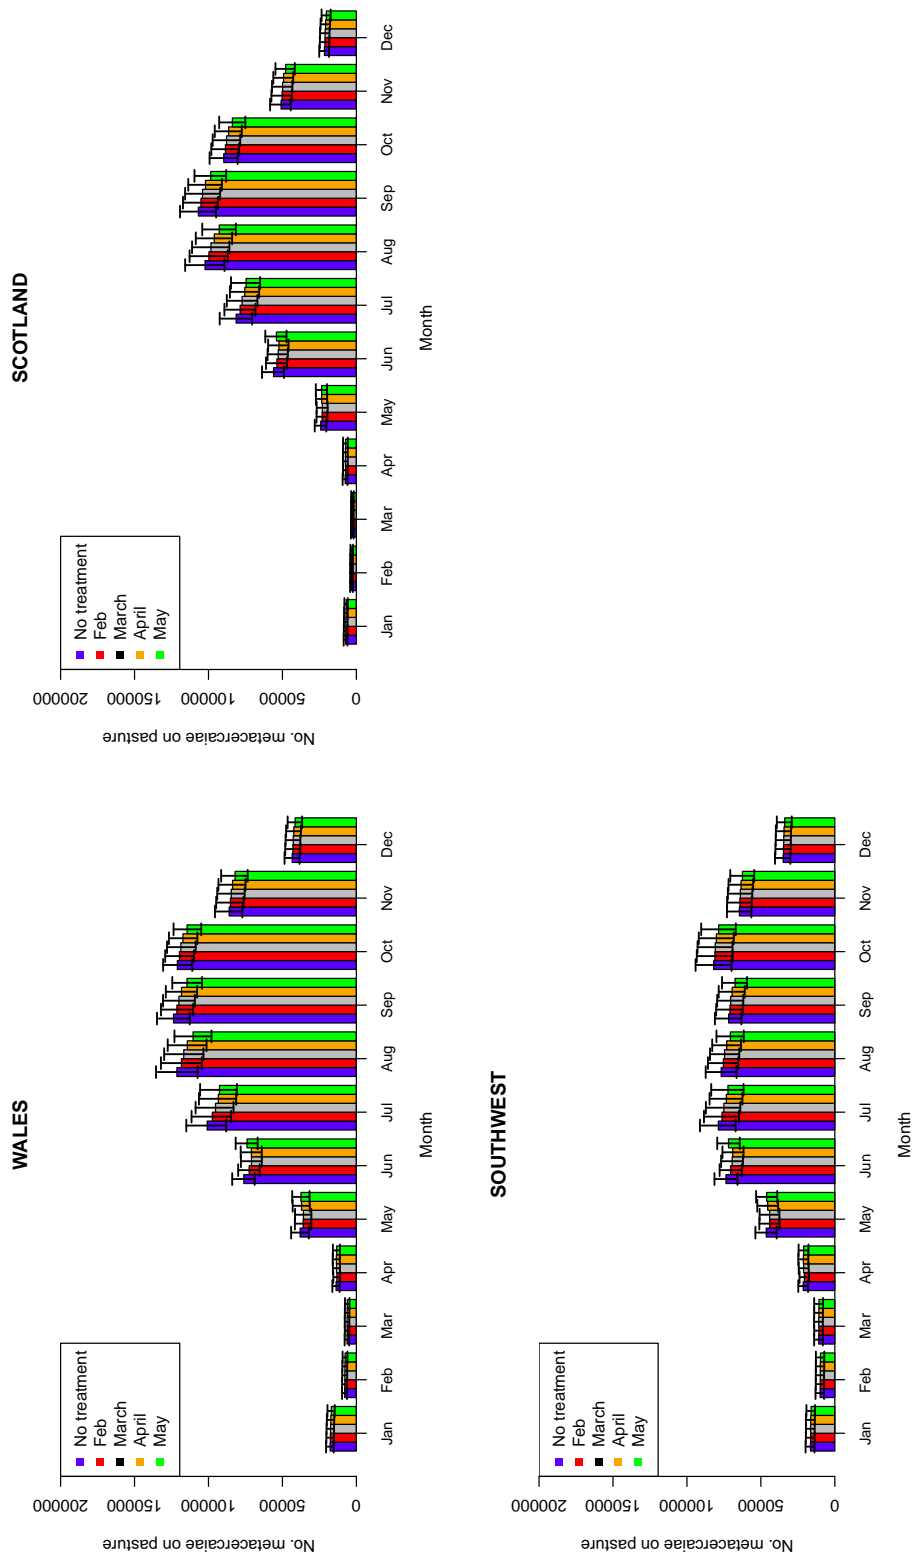 WALES
No. metacercaiae on pasture
0
50000
100000
150000
200000
No treatment
Feb
March
April
May
Jan
Feb
Mar
Apr
May
Jun
Jul
Aug
Sep
Oct
Nov
Dec
Month
SCOTLAND
No. metacercaiae on pasture
0
50000
100000
150000
200000
No treatment
Feb
March
April
May
Jan
Feb
Mar
Apr
May
Jun
Jul
Aug
Sep
Oct
Nov
Dec
Month
SOUTHWEST
No. metacercaiae on pasture
0
50000
100000
150000
200000
No treatment
Feb
March
April
May
Jan
Feb
Mar
Apr
May
Jun
Jul
Aug
Sep
Oct
Nov
Dec
Month